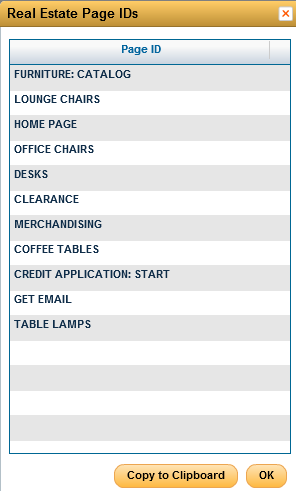 Real Estate Page IDs
Page ID
FURNITURE: CATALOG
LOUNGE CHAIRS
HOME PAGE
OFFICE CHAIRS
DESKS
CLEARANCE
MERCHANDISING
COFFEE TABLES
CREDIT APPLICATION: START
GET EMAIL
TABLE LAMPS
Copy to Clipboard OK